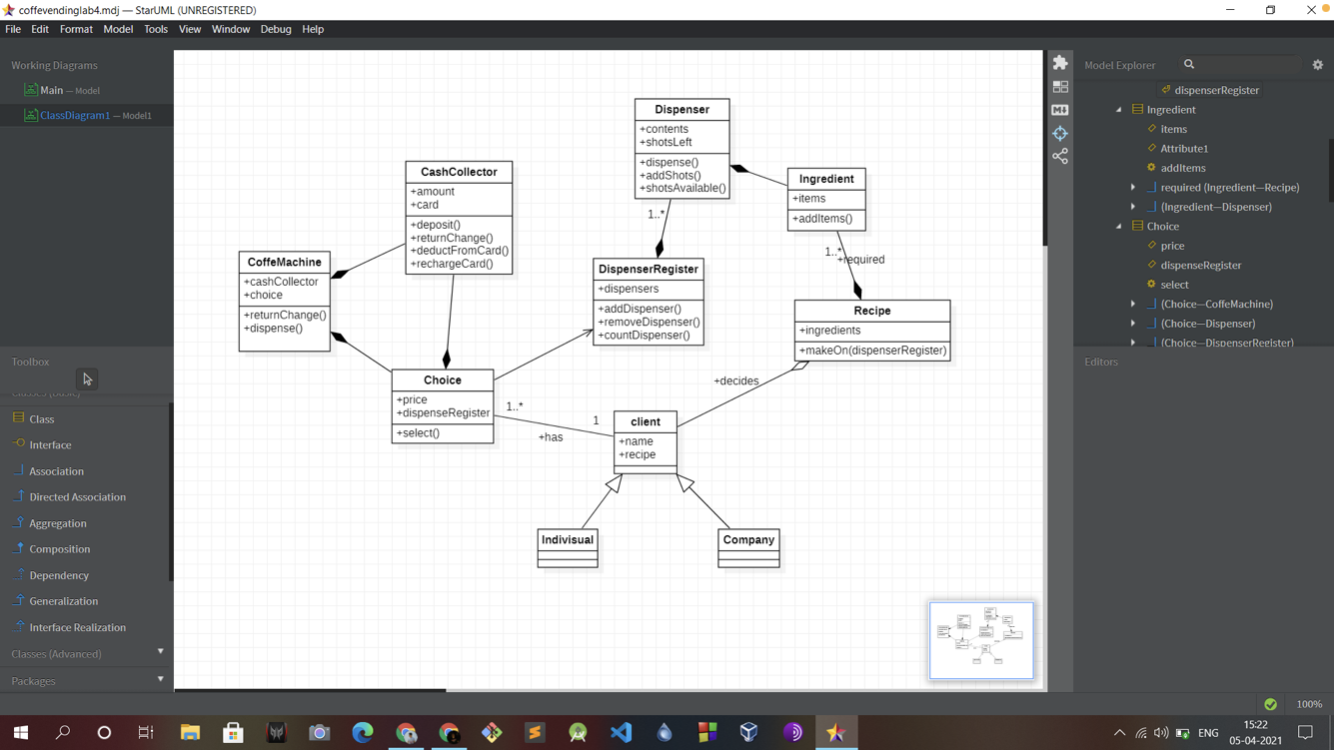 coffevendinglab4.mdj — StarUML (UNREGISTERED)
File Edit Format Model Tools View Window Debug Help
Working Diagrams
Main — Model
ClassDiagram1 — Model1
Toolbox
Class
Interface
Association
Directed Association
Aggregation
Composition
Dependency
Generalization
Interface Realization
Classes (Advanced)
Packages
Dispenser
+contents
+shotsLeft
+dispense()
+addShots()
+shotsAvailable()
CashCollector
+amount
+card
+deposit()
+returnChange()
+deductFromCard()
+rechargeCard()
Ingredient
+items
+addItems()
1..*
1..*
+required
CoffeMachine
+cashCollector
+choice
+returnChange()
+dispense()
DispenserRegister
+dispensers
+addDispenser()
+removeDispenser()
+countDispenser()
Recipe
+ingredients
+makeOn(dispenserRegister)
Choice
+price
+dispenseRegister
+select()
+decides
1..*
1
+has
client
+name
+recipe
Indivisual
Company
Model Explorer
dispenserRegister
Ingredient
items
Attribute1
addItems
required (Ingredient—Recipe)
(Ingredient—Dispenser)
Choice
price
dispenseRegister
select
(Choice—CoffeMachine)
(Choice—Dispenser)
(Choice—DispenserRegister)
Editors
100%
ENG
15:22
05-04-2021